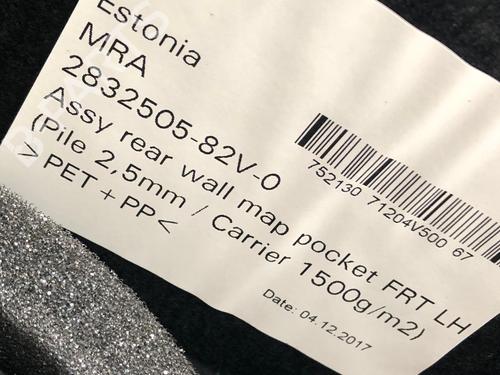 Estonia
MRA
2832505-82V-0
Assy rear wall map pocket FRT LH
(Pile 2,5mm / Carrier 1500g/m2)
> PET + PP<
752130 71204V500 67
Date: 04.12.2017